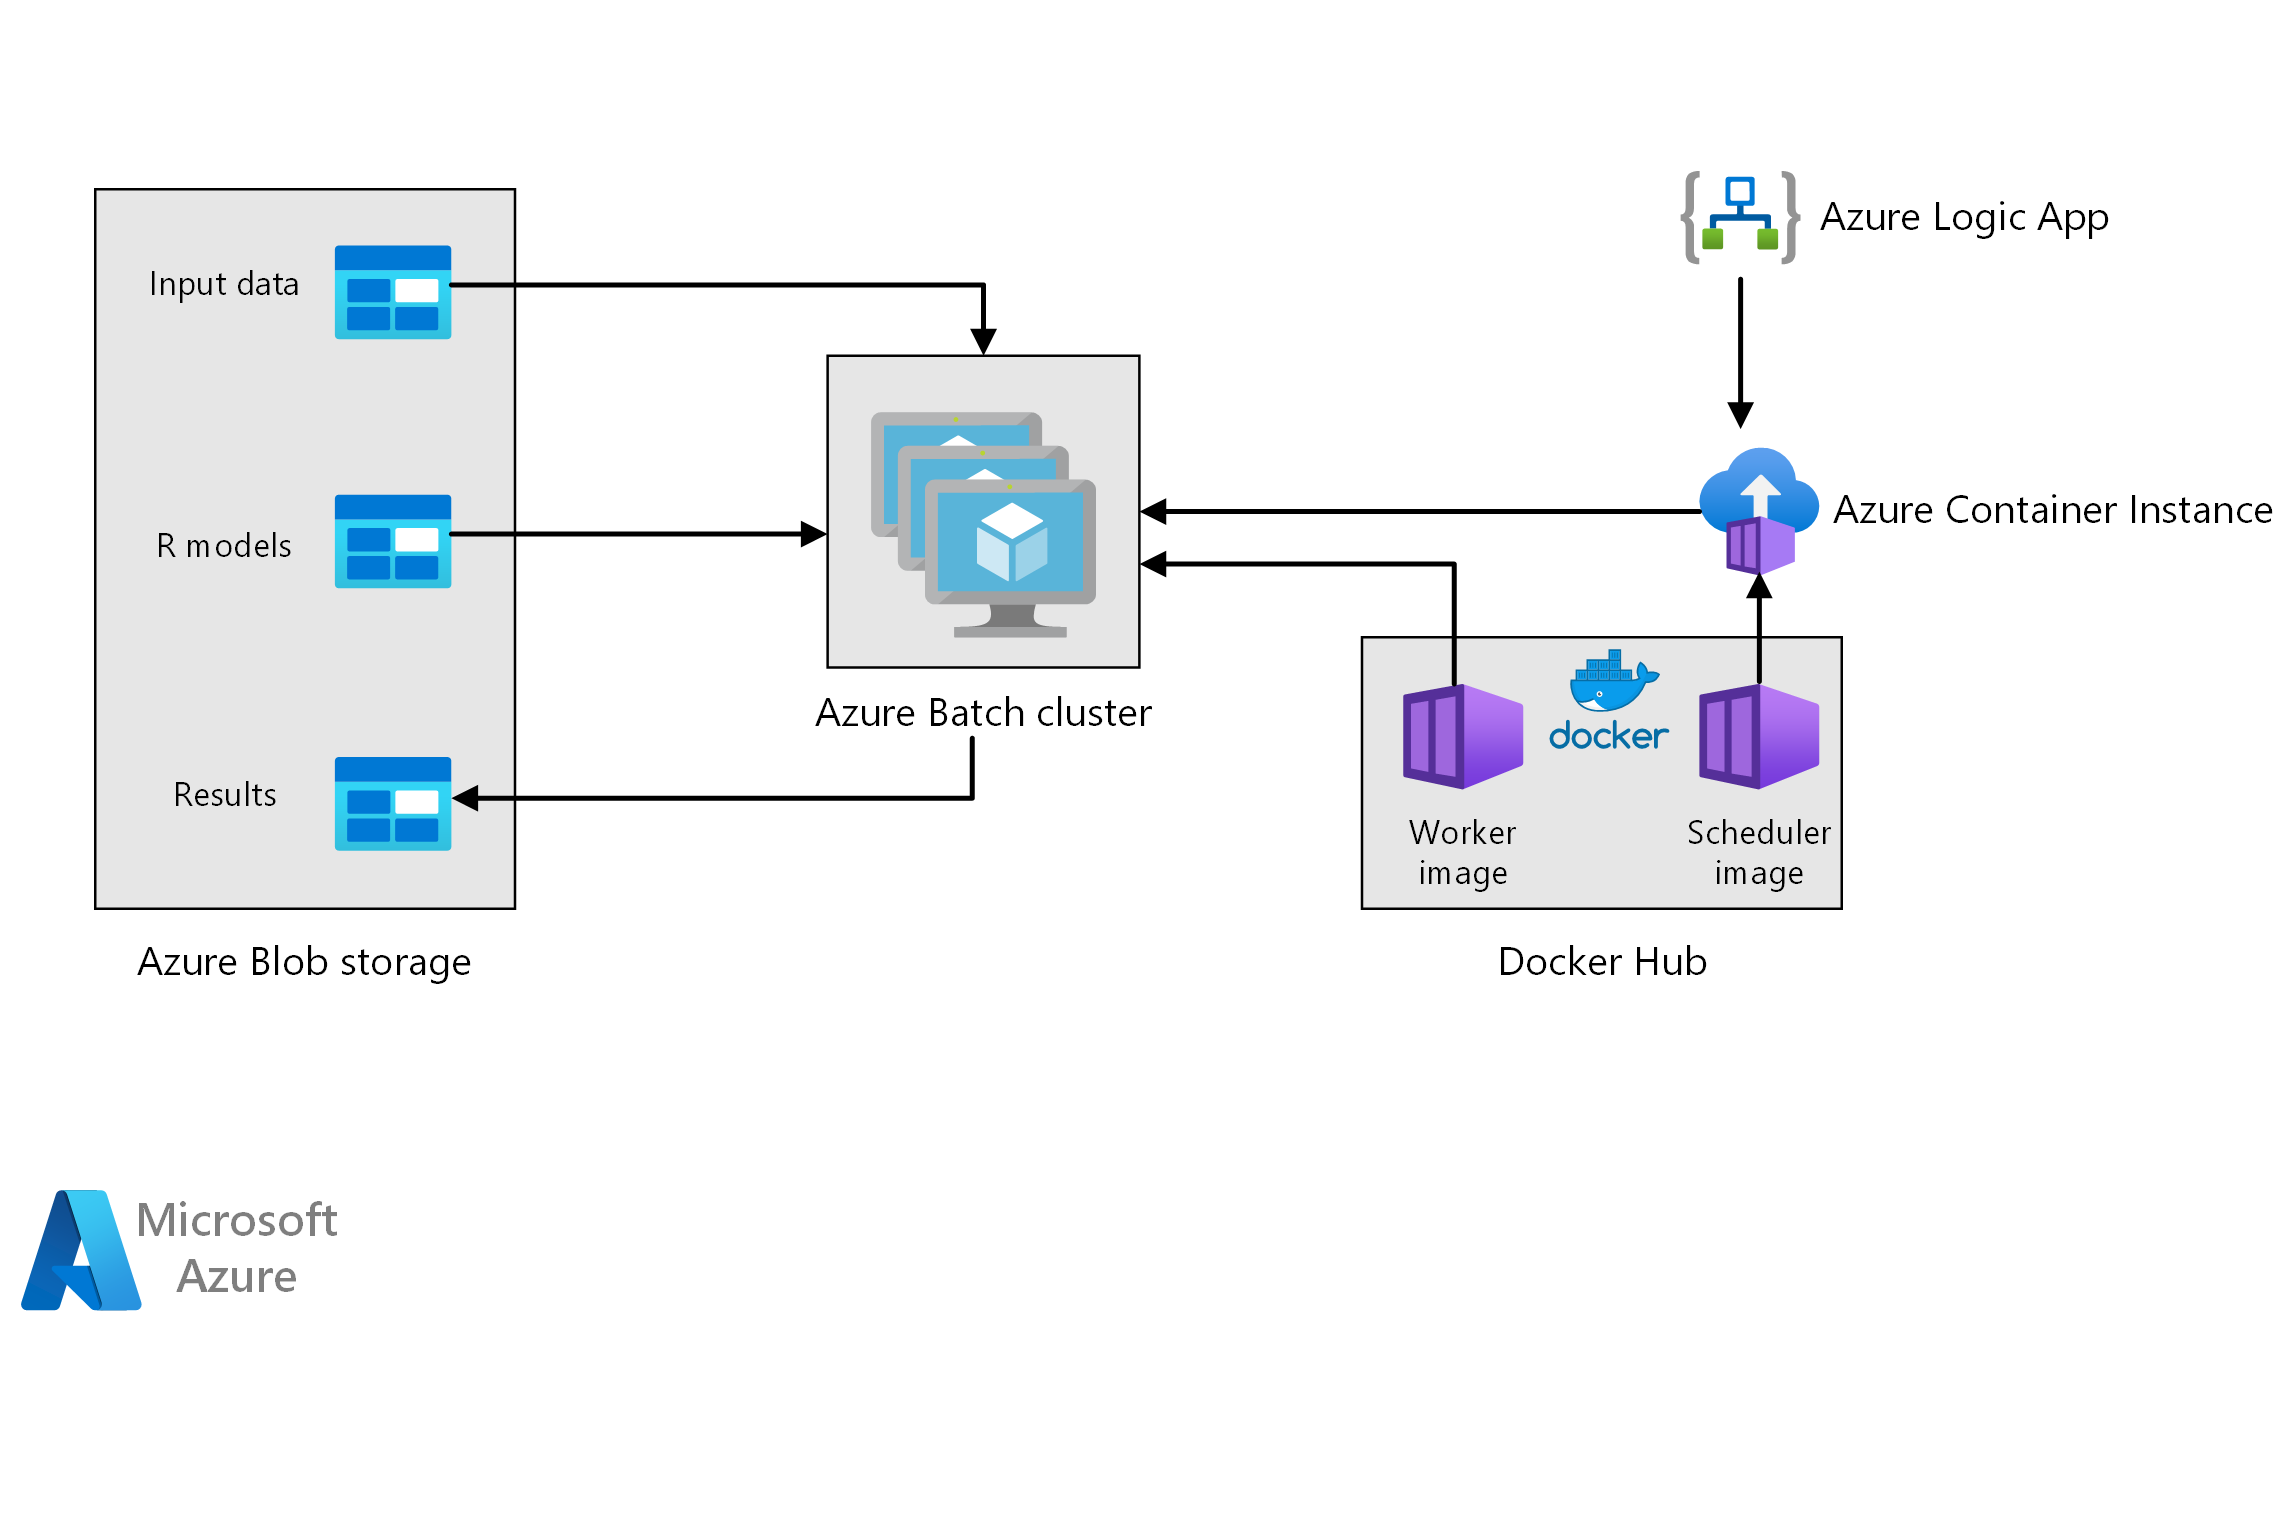 Azure Logic App
Input data
Azure Container Instance
R models
Azure Batch cluster
docker
Results
Worker
image
Scheduler
image
Azure Blob storage
Docker Hub
Microsoft
Azure